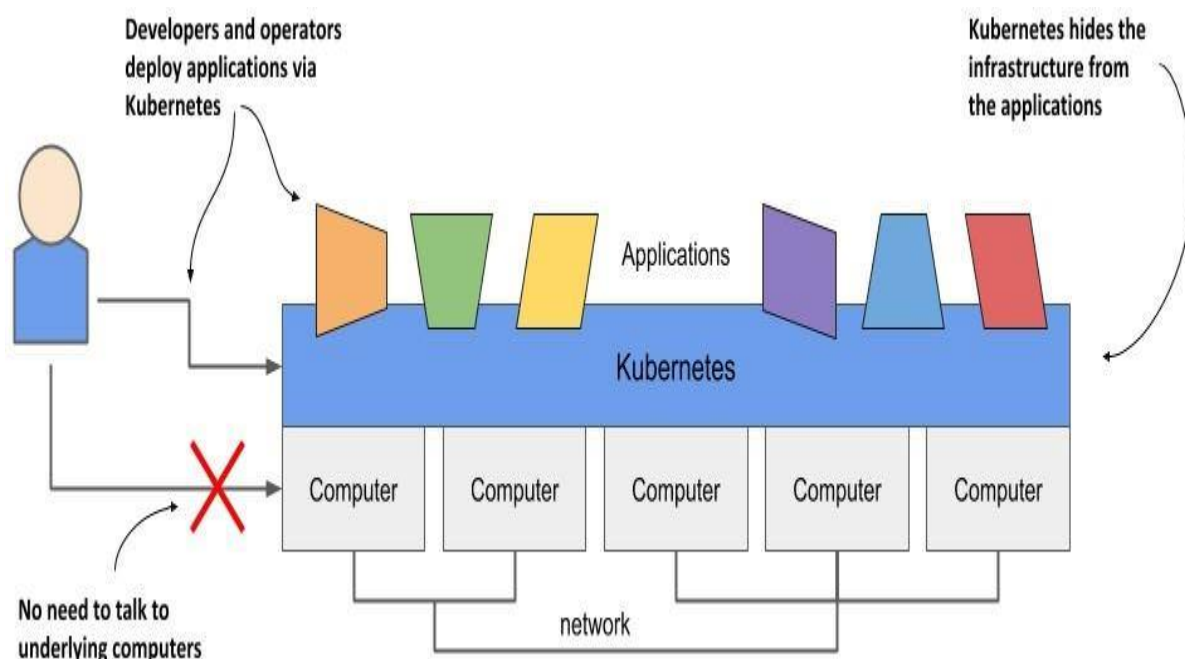 Developers and operators
deploy applications via
Kubernetes
Kubernetes hides the
infrastructure from
the applications
Applications
Kubernetes
Computer
Computer
Computer
Computer
Computer
No need to talk to
underlying computers
network